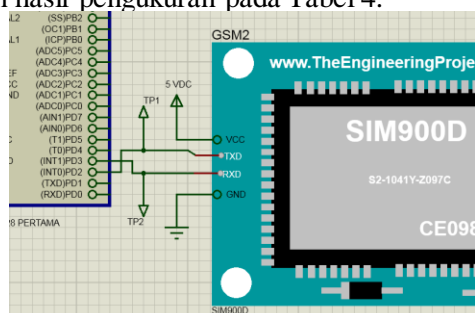 hasil pengukuran pada Tabel 4.
(SS)PB2
(OC1)PB1
(ICP)PB0
(ADC5)PC5
(ADC4)PC4
(ADC3)PC3
(ADC2)PC2
(ADC1)PC1
(ADC0)PC0
(AIN1)PD7
(AIN0)PD6
(T1)PD5
(T0)PD4
(INT1)PD3
(INT0)PD2
(TXD)PD1
(RXD)PD0
PERTAMA
5 VDC
TP1
TP2
GSM2
www.TheEngineeringProje
VCC
TXD
RXD
GND
SIM900D
S2-1041Y-Z097C
CE098
SIM900D